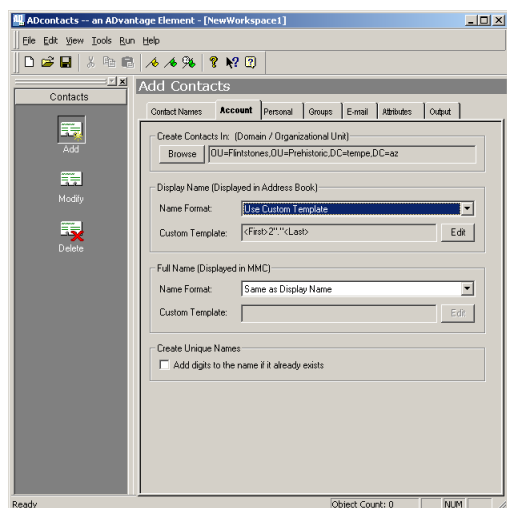 ADcontacts -- an ADvantage Element - [NewWorkspace1]
File Edit View Tools Run Help
Contacts
Add
Modify
Delete
Add Contacts
Contact Names Account Personal Groups E-mail Attributes Output
Create Contacts In: (Domain / Organizational Unit)
Browse OU=Flintstones,OU=Prehistoric,DC=tempe,DC=az
Display Name (Displayed in Address Book)
Name Format: Use Custom Template
Custom Template: <First>2"."<Last> Edit
Full Name (Displayed in MMC)
Name Format: Same as Display Name
Custom Template: Edit
Create Unique Names
Add digits to the name if it already exists
Ready Object Count: 0 NUM